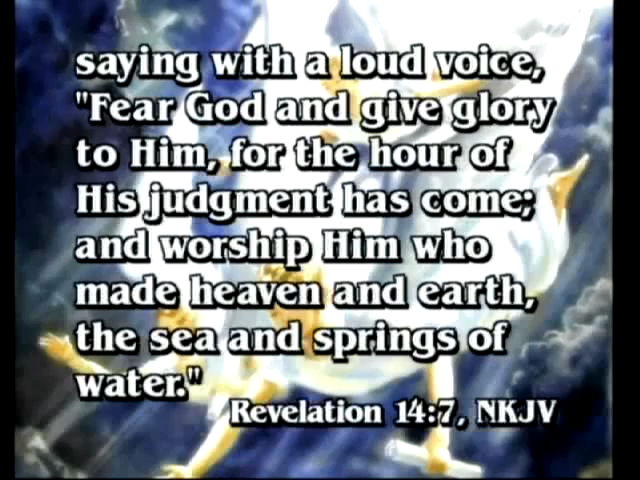 saying with a loud voice,
"Fear God and give glory
to Him, for the hour of
His judgment has come;
and worship Him who
made heaven and earth,
the sea and springs of
water."
Revelation 14:7, NKJV